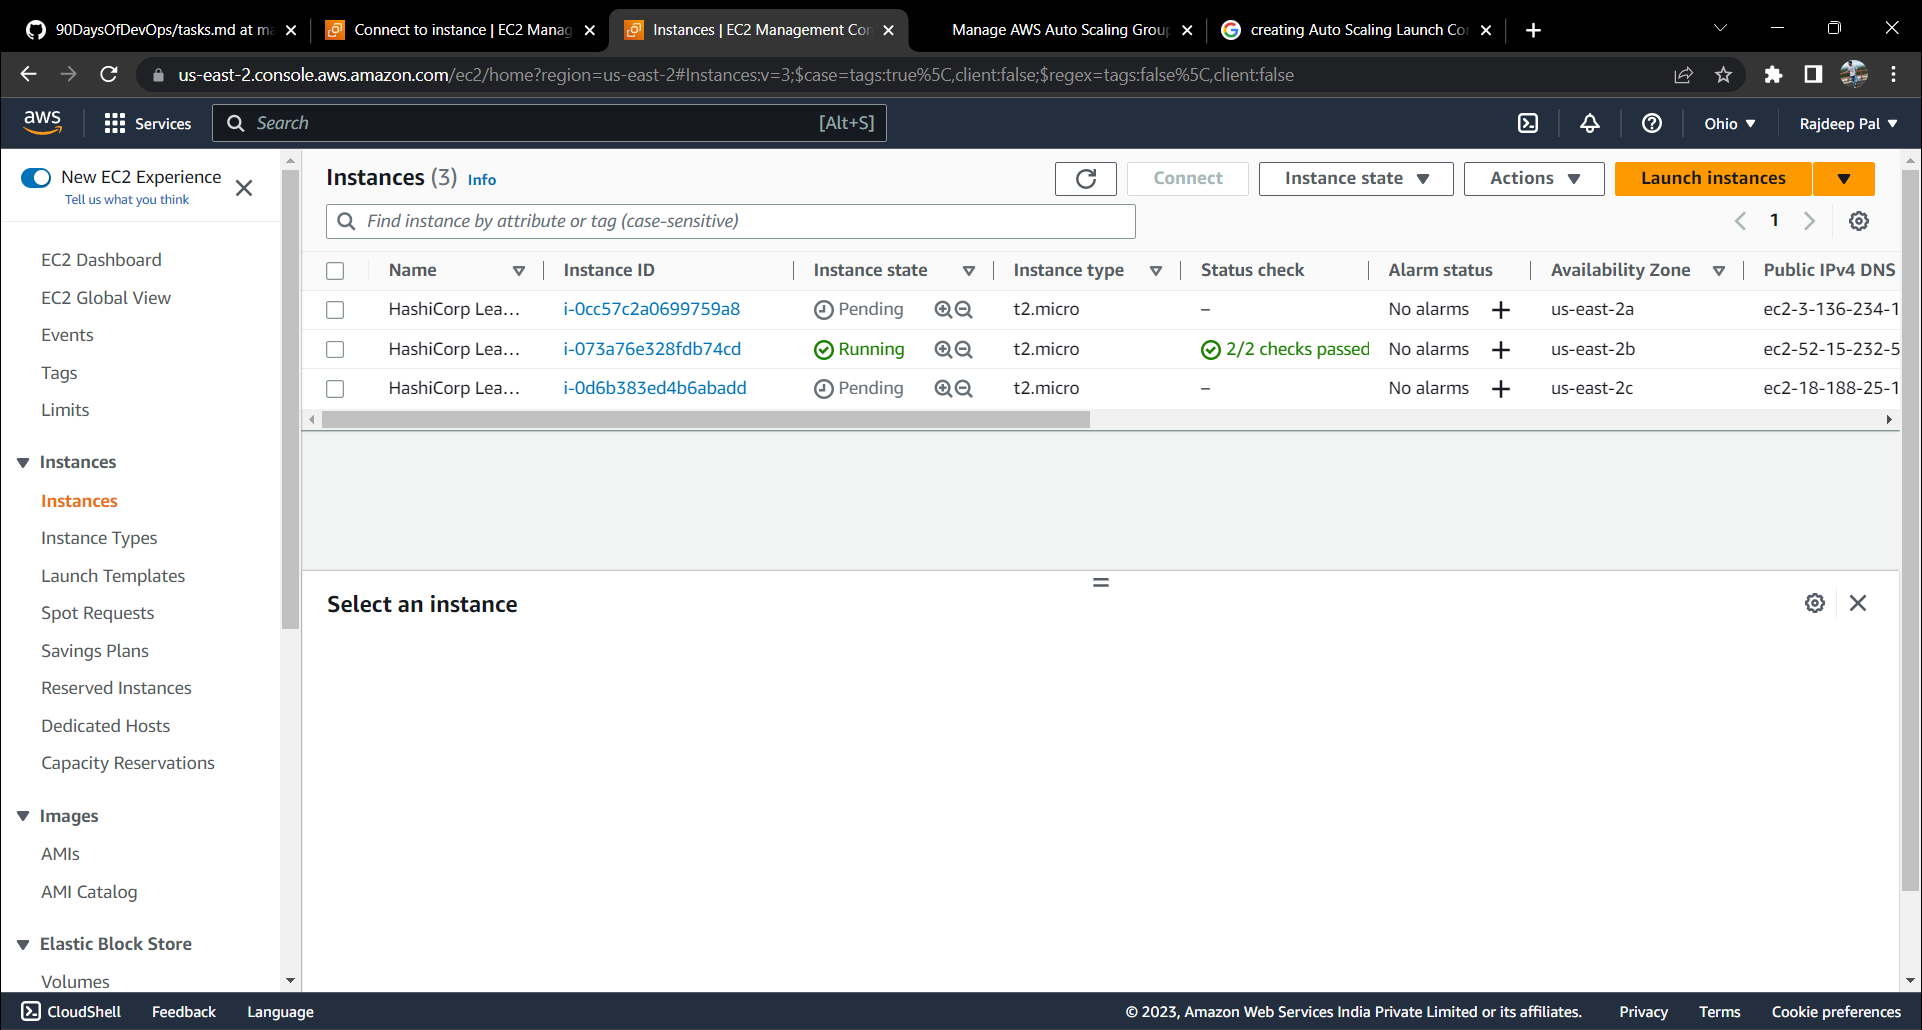 90DaysOfDevOps/tasks.md at ma
Connect to instance | EC2 Manag
Instances | EC2 Management Con
Manage AWS Auto Scaling Group
creating Auto Scaling Launch Con
us-east-2.console.aws.amazon.com/ec2/home?region=us-east-2#Instances:v=3;$case=tags:true%5C,client:false;$regex=tags:false%5C,client:false
aws
Services
Search
[Alt+S]
Ohio
Rajdeep Pal
New EC2 Experience
Tell us what you think
EC2 Dashboard
EC2 Global View
Events
Tags
Limits
Instances
Instances
Instance Types
Launch Templates
Spot Requests
Savings Plans
Reserved Instances
Dedicated Hosts
Capacity Reservations
Images
AMIs
AMI Catalog
Elastic Block Store
Volumes
Instances (3) Info
Connect
Instance state
Actions
Launch instances
Find instance by attribute or tag (case-sensitive)
1
Name Instance ID Instance state Instance type Status check Alarm status Availability Zone Public IPv4 DNS
HashiCorp Lea... i-0cc57c2a0699759a8 Pending t2.micro – No alarms + us-east-2a ec2-3-136-234-1
HashiCorp Lea... i-073a76e328fdb74cd Running t2.micro 2/2 checks passed No alarms + us-east-2b ec2-52-15-232-5
HashiCorp Lea... i-0d6b383ed4b6abadd Pending t2.micro – No alarms + us-east-2c ec2-18-188-25-1
Select an instance
CloudShell
Feedback
Language
© 2023, Amazon Web Services India Private Limited or its affiliates.
Privacy
Terms
Cookie preferences